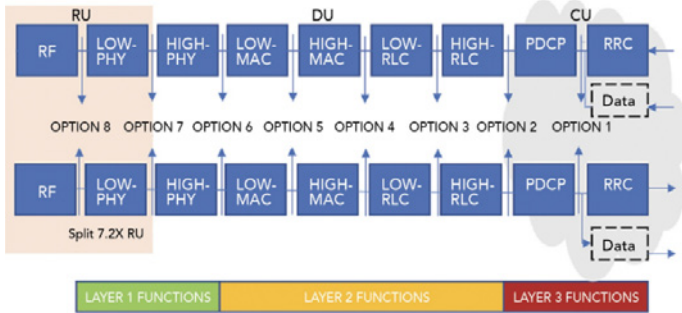 RU DU CU
RF LOW-PHY HIGH-PHY LOW-MAC HIGH-MAC LOW-RLC HIGH-RLC PDCP RRC
Data
OPTION 8 OPTION 7 OPTION 6 OPTION 5 OPTION 4 OPTION 3 OPTION 2 OPTION 1
RF LOW-PHY HIGH-PHY LOW-MAC HIGH-MAC LOW-RLC HIGH-RLC PDCP RRC
Split 7.2X RU
Data
LAYER 1 FUNCTIONS LAYER 2 FUNCTIONS LAYER 3 FUNCTIONS